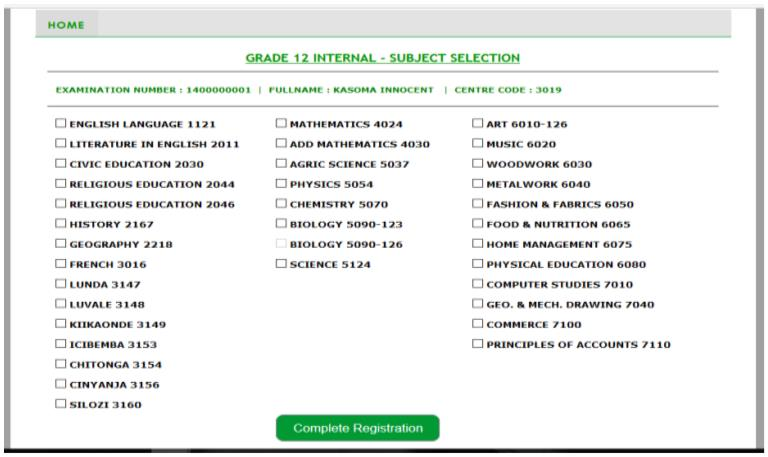 HOME
GRADE 12 INTERNAL - SUBJECT SELECTION
EXAMINATION NUMBER : 1400000001 | FULLNAME : KASOMA INNOCENT | CENTRE CODE : 3019
ENGLISH LANGUAGE 1121
LITERATURE IN ENGLISH 2011
CIVIC EDUCATION 2030
RELIGIOUS EDUCATION 2044
RELIGIOUS EDUCATION 2046
HISTORY 2167
GEOGRAPHY 2218
FRENCH 3016
LUNDA 3147
LUVALE 3148
KIIKAONDE 3149
ICIBEMBA 3153
CHITONGA 3154
CINYANJA 3156
SILOZI 3160
MATHEMATICS 4024
ADD MATHEMATICS 4030
AGRIC SCIENCE 5037
PHYSICS 5054
CHEMISTRY 5070
BIOLOGY 5090-123
BIOLOGY 5090-126
SCIENCE 5124
ART 6010-126
MUSIC 6020
WOODWORK 6030
METALWORK 6040
FASHION & FABRICS 6050
FOOD & NUTRITION 6065
HOME MANAGEMENT 6075
PHYSICAL EDUCATION 6080
COMPUTER STUDIES 7010
GEO. & MECH. DRAWING 7040
COMMERCE 7100
PRINCIPLES OF ACCOUNTS 7110
Complete Registration